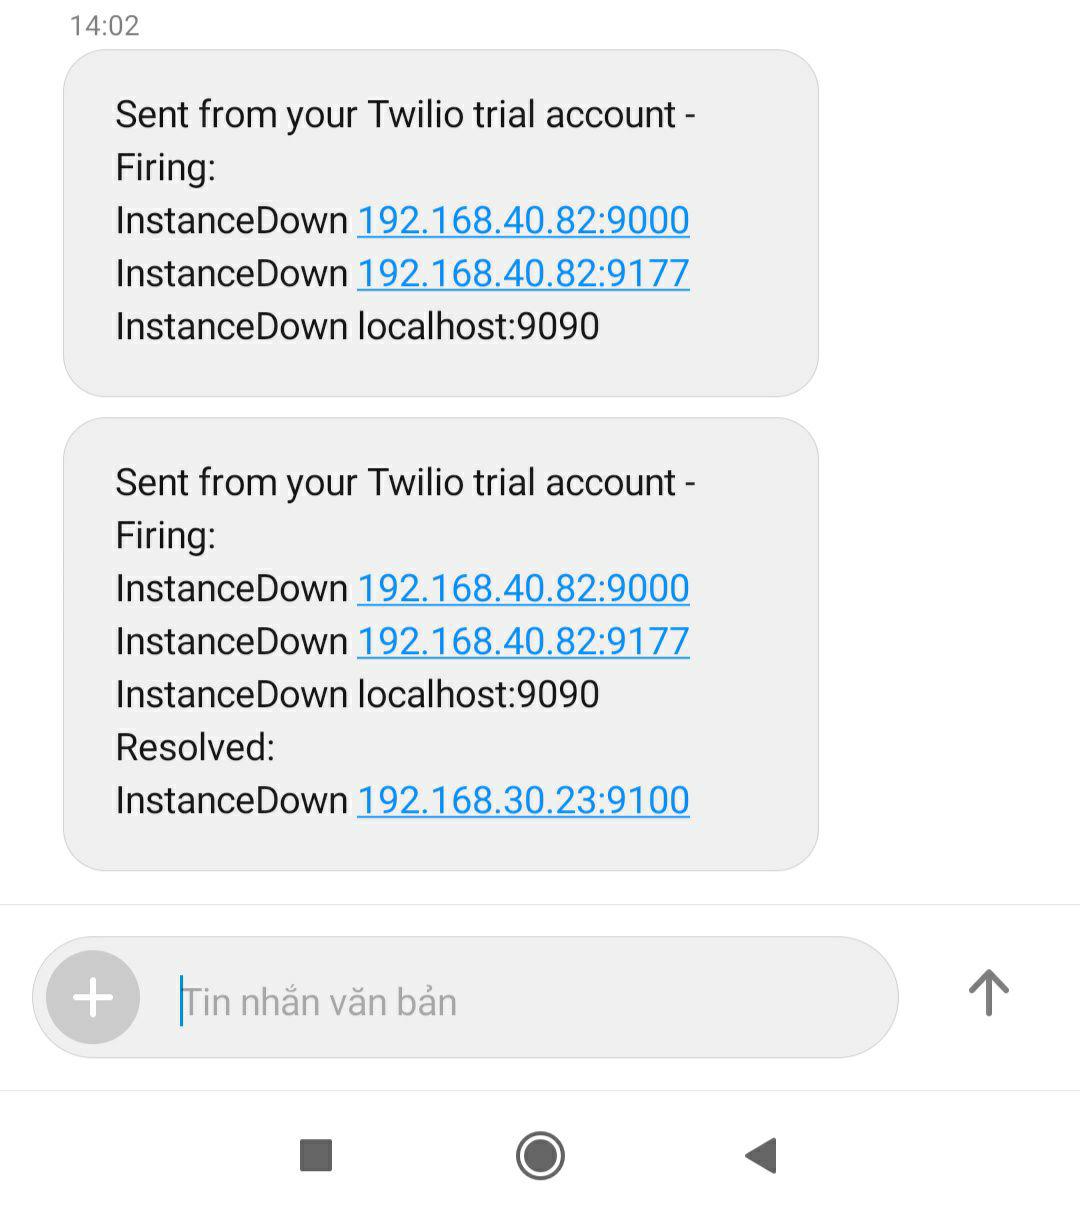 14:02
Sent from your Twilio trial account -
Firing:
InstanceDown 192.168.40.82:9000
InstanceDown 192.168.40.82:9177
InstanceDown localhost:9090
Sent from your Twilio trial account -
Firing:
InstanceDown 192.168.40.82:9000
InstanceDown 192.168.40.82:9177
InstanceDown localhost:9090
Resolved:
InstanceDown 192.168.30.23:9100
Tin nhắn văn bản